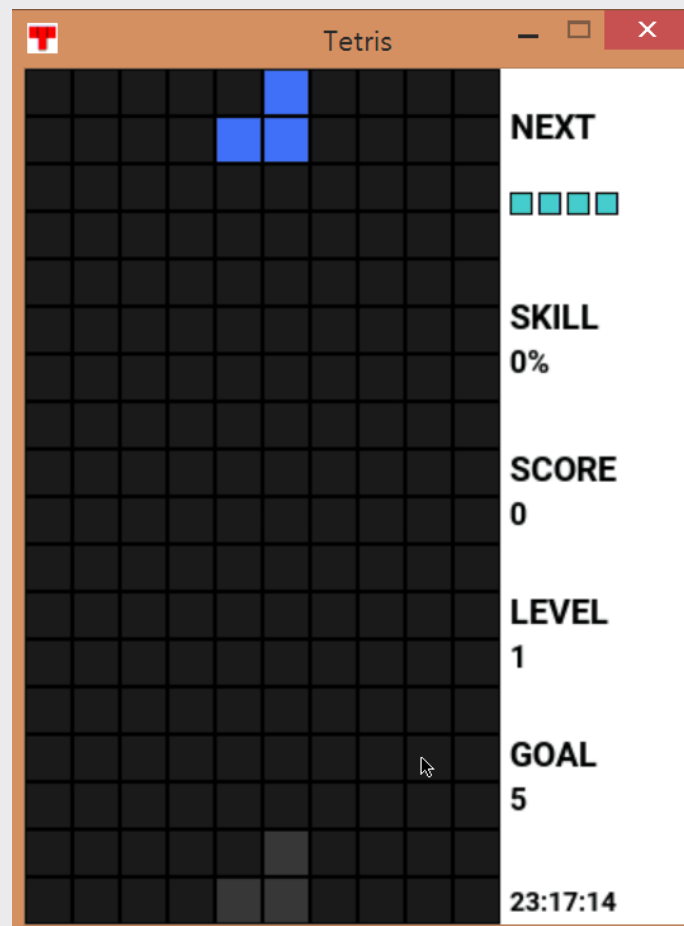 Tetris
NEXT
SKILL
0%
SCORE
0
LEVEL
1
GOAL
5
23:17:14